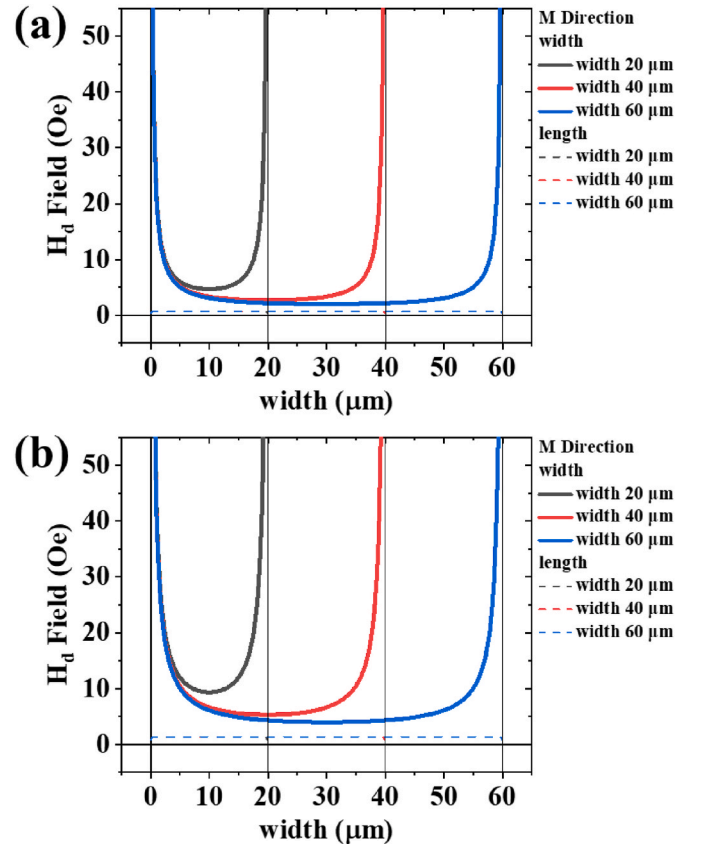 (a)
H_d Field (Oe)
55
50
40
30
20
10
0
0 10 20 30 40 50 60
width (μm)
M Direction
width
width 20 μm
width 40 μm
width 60 μm
length
width 20 μm
width 40 μm
width 60 μm
(b)
H_d Field (Oe)
50
40
30
20
10
0
0 10 20 30 40 50 60
width (μm)
M Direction
width
width 20 μm
width 40 μm
width 60 μm
length
width 20 μm
width 40 μm
width 60 μm